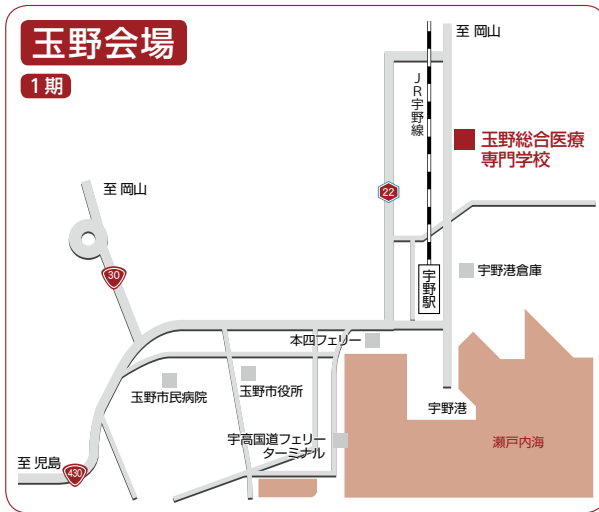 玉野会場
1期
至 岡山
JR宇野線
玉野総合医療
専門学校
22
至 岡山
30
宇野駅
宇野港倉庫
本四フェリー
玉野市民病院
玉野市役所
宇野港
宇高国道フェリー
ターミナル
瀬戸内海
至 児島
430